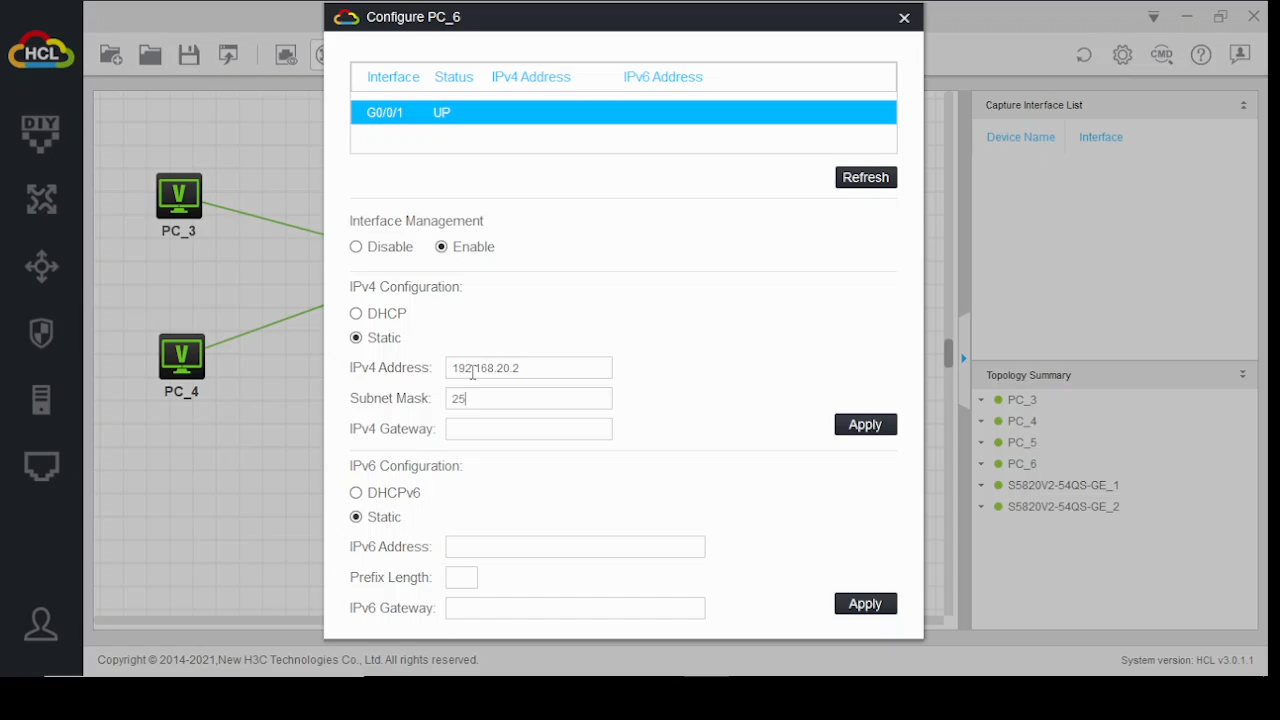 Configure PC_6
HCL
Interface Status IPv4 Address IPv6 Address
G0/0/1 UP
Refresh
Interface Management
Disable Enable
IPv4 Configuration:
DHCP
Static
IPv4 Address: 192.168.20.2
Subnet Mask: 25
IPv4 Gateway:
Apply
IPv6 Configuration:
DHCPv6
Static
IPv6 Address:
Prefix Length:
IPv6 Gateway:
Apply
DIY
V
PC_3
V
PC_4
CMD
Capture Interface List
Device Name Interface
Topology Summary
PC_3
PC_4
PC_5
PC_6
S5820V2-54QS-GE_1
S5820V2-54QS-GE_2
Copyright © 2014-2021,New H3C Technologies Co., Ltd. All rights reserved.
System version: HCL v3.0.1.1